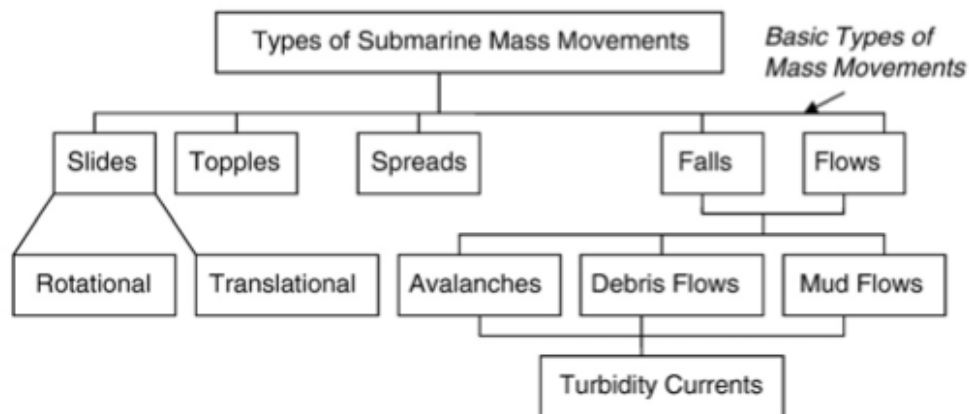 Types of Submarine Mass Movements
Basic Types of
Mass Movements
Slides
Topples
Spreads
Falls
Flows
Rotational
Translational
Avalanches
Debris Flows
Mud Flows
Turbidity Currents